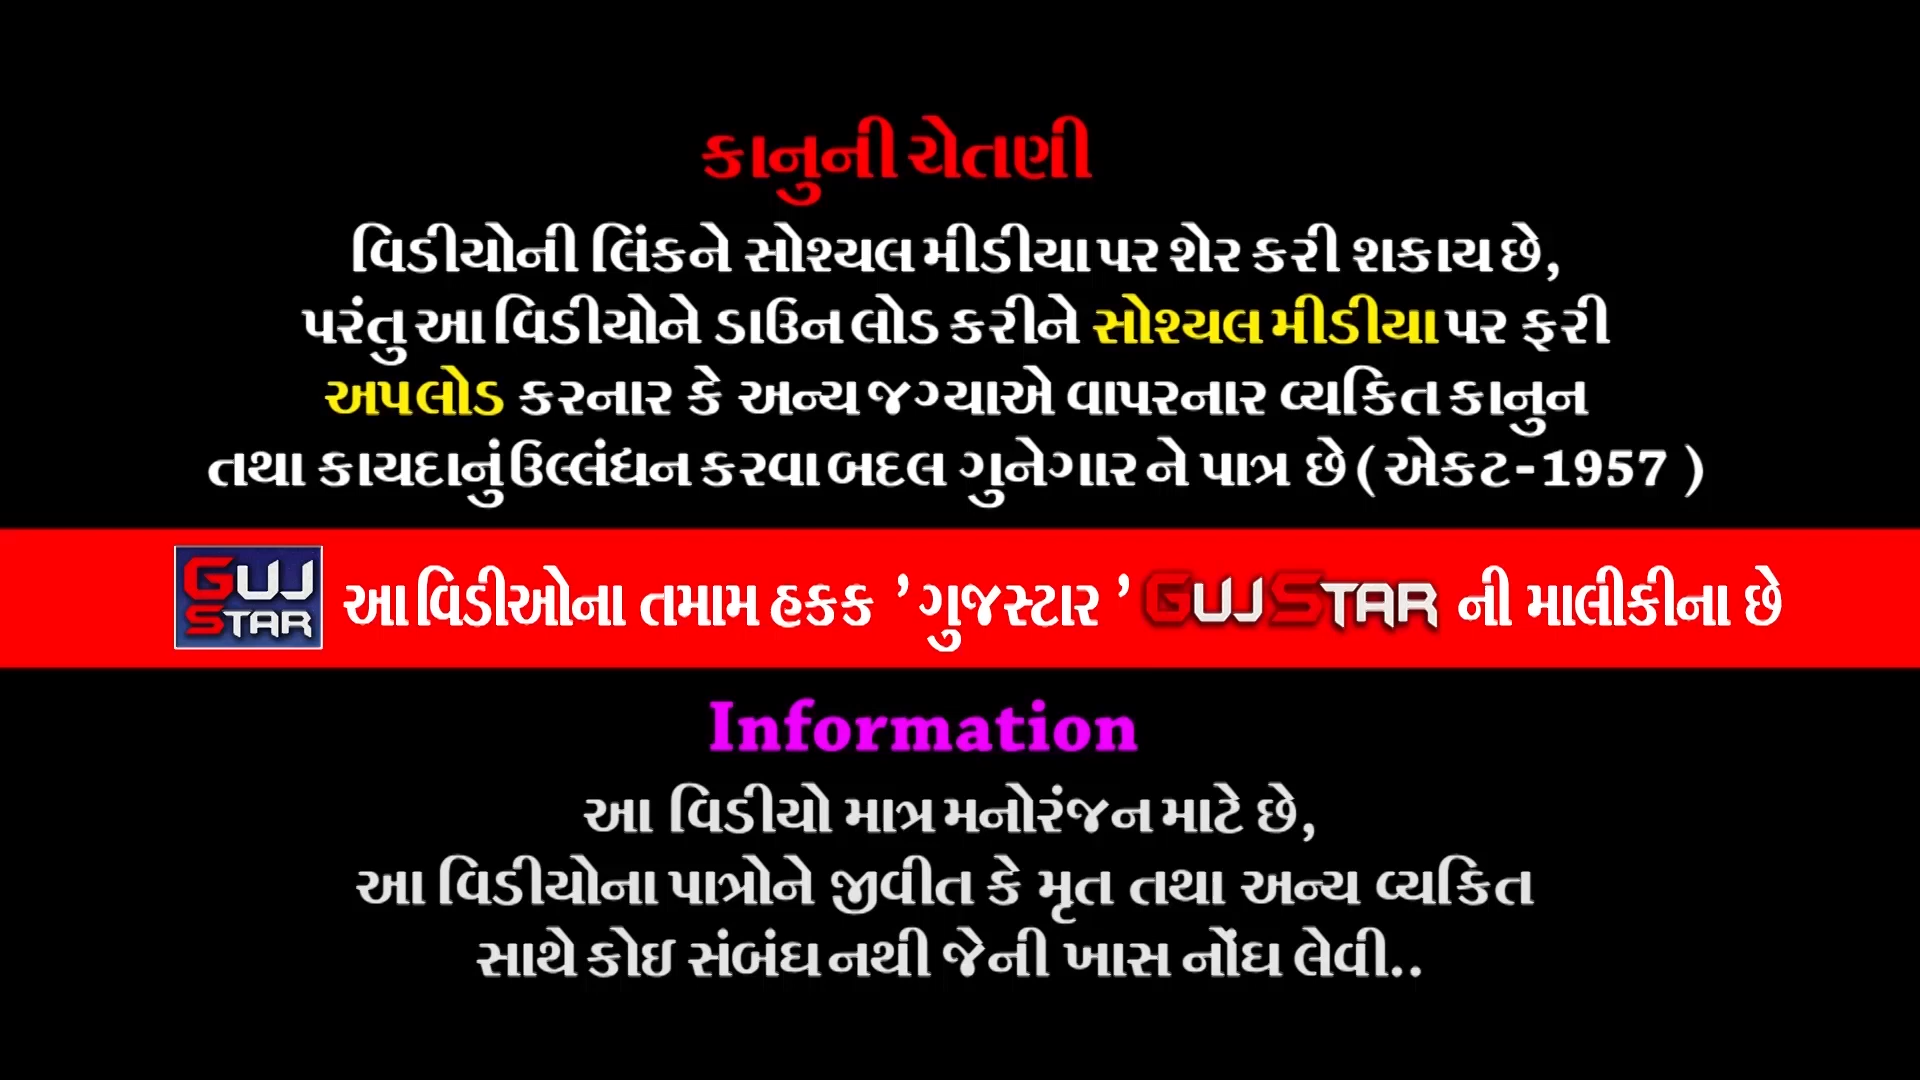 કાનુની ચેતણી
વિડીયોની લિંકને સોશ્યલ મીડીયા પર શેર કરી શકાય છે,
પરંતુ આ વિડીયોને ડાઉન લોડ કરીને સોશ્યલ મીડીયા પર ફરી
અપલોડ કરનાર કે અન્ય જગ્યાએ વાપરનાર વ્યકિત કાનુન
તથા કાયદાનું ઉલ્લંઘન કરવા બદલ ગુનેગાર ને પાત્ર છે ( એકટ-1957 )
GUJ STAR આ વિડીઓના તમામ હકક ’ ગુજસ્ટાર ’ GUJ STAR ની માલીકીના છે
Information
આ વિડીયો માત્ર મનોરંજન માટે છે,
આ વિડીયોના પાત્રોને જીવીત કે મૃત તથા અન્ય વ્યકિત
સાથે કોઇ સંબંઘ નથી જેની ખાસ નોંઘ લેવી..